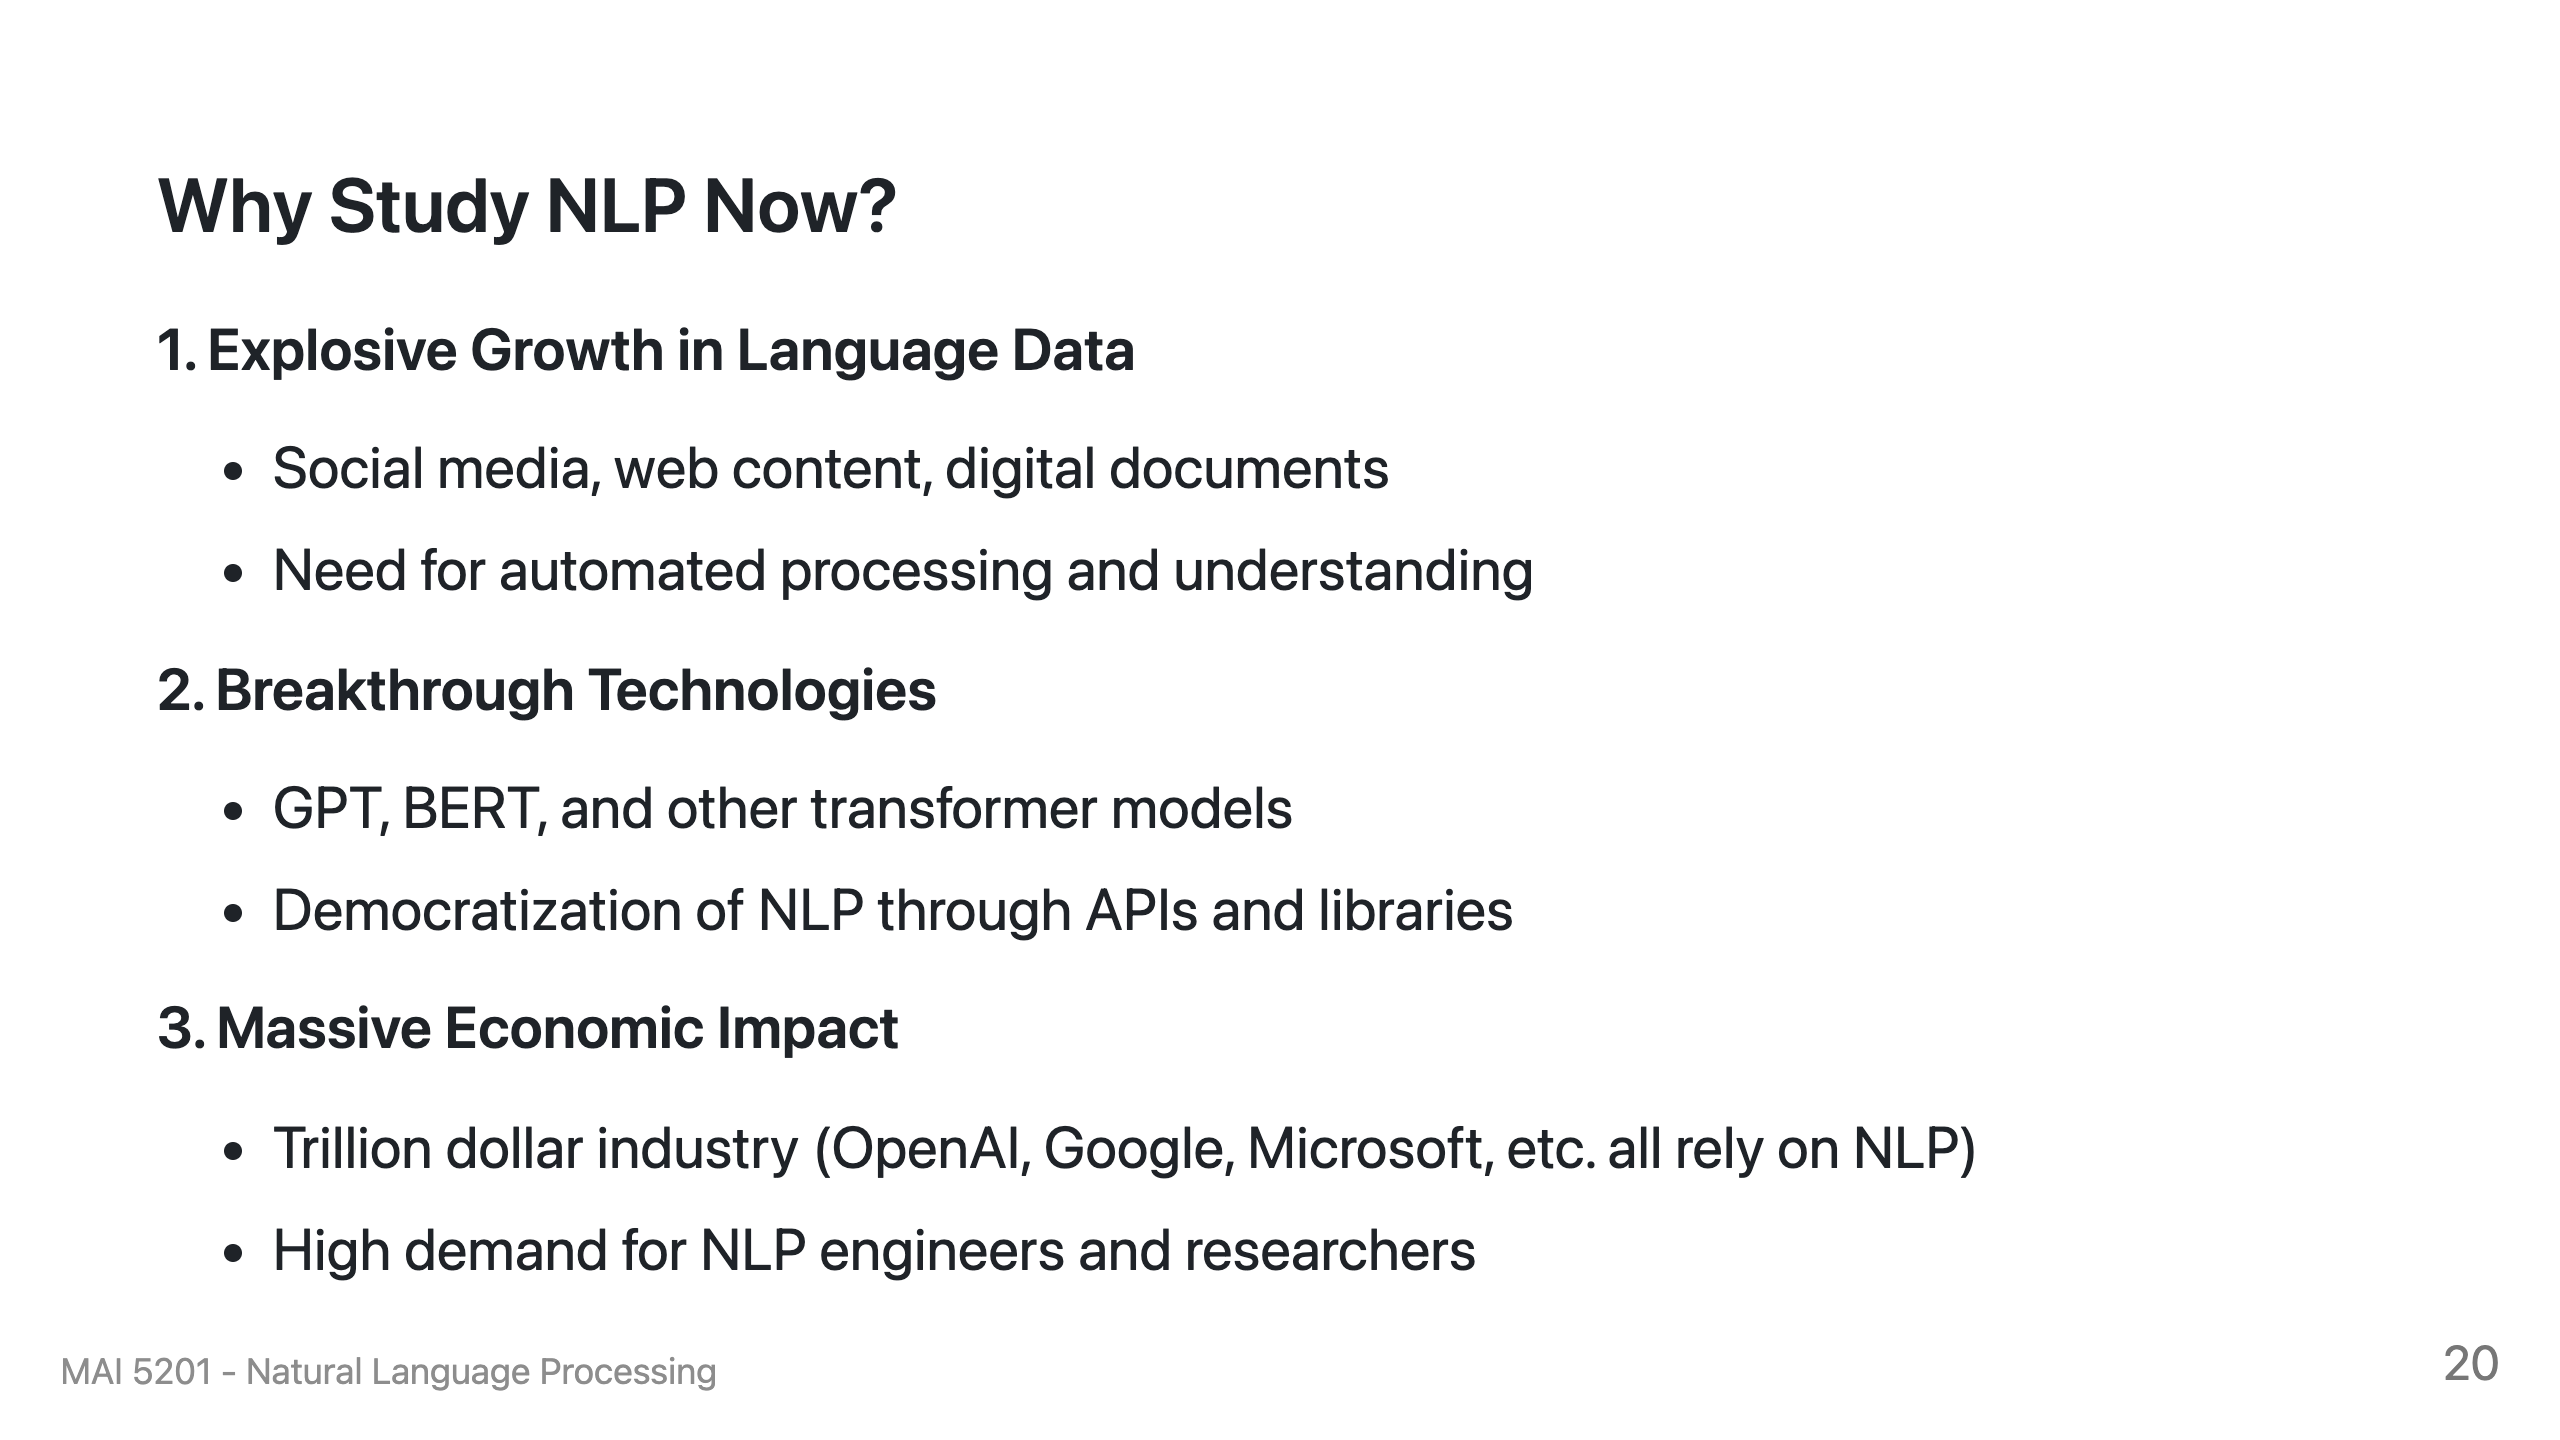 Why Study NLP Now?
1. Explosive Growth in Language Data
• Social media, web content, digital documents
• Need for automated processing and understanding
2. Breakthrough Technologies
• GPT, BERT, and other transformer models
• Democratization of NLP through APIs and libraries
3. Massive Economic Impact
• Trillion dollar industry (OpenAI, Google, Microsoft, etc. all rely on NLP)
• High demand for NLP engineers and researchers
MAI 5201 - Natural Language Processing
20